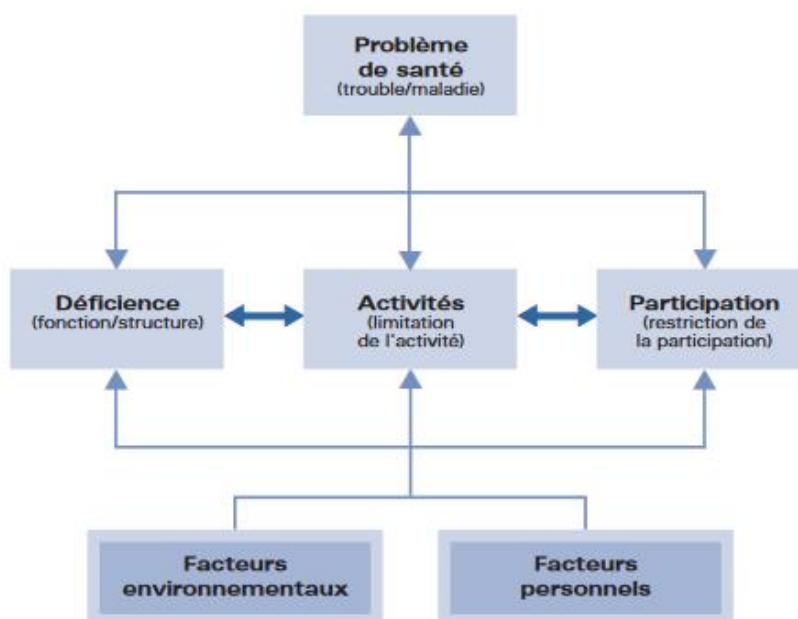 Problème
de santé
(trouble/maladie)
Déficience
(fonction/structure)
Activités
(limitation
de l'activité)
Participation
(restriction de
la participation)
Facteurs
environnementaux
Facteurs
personnels